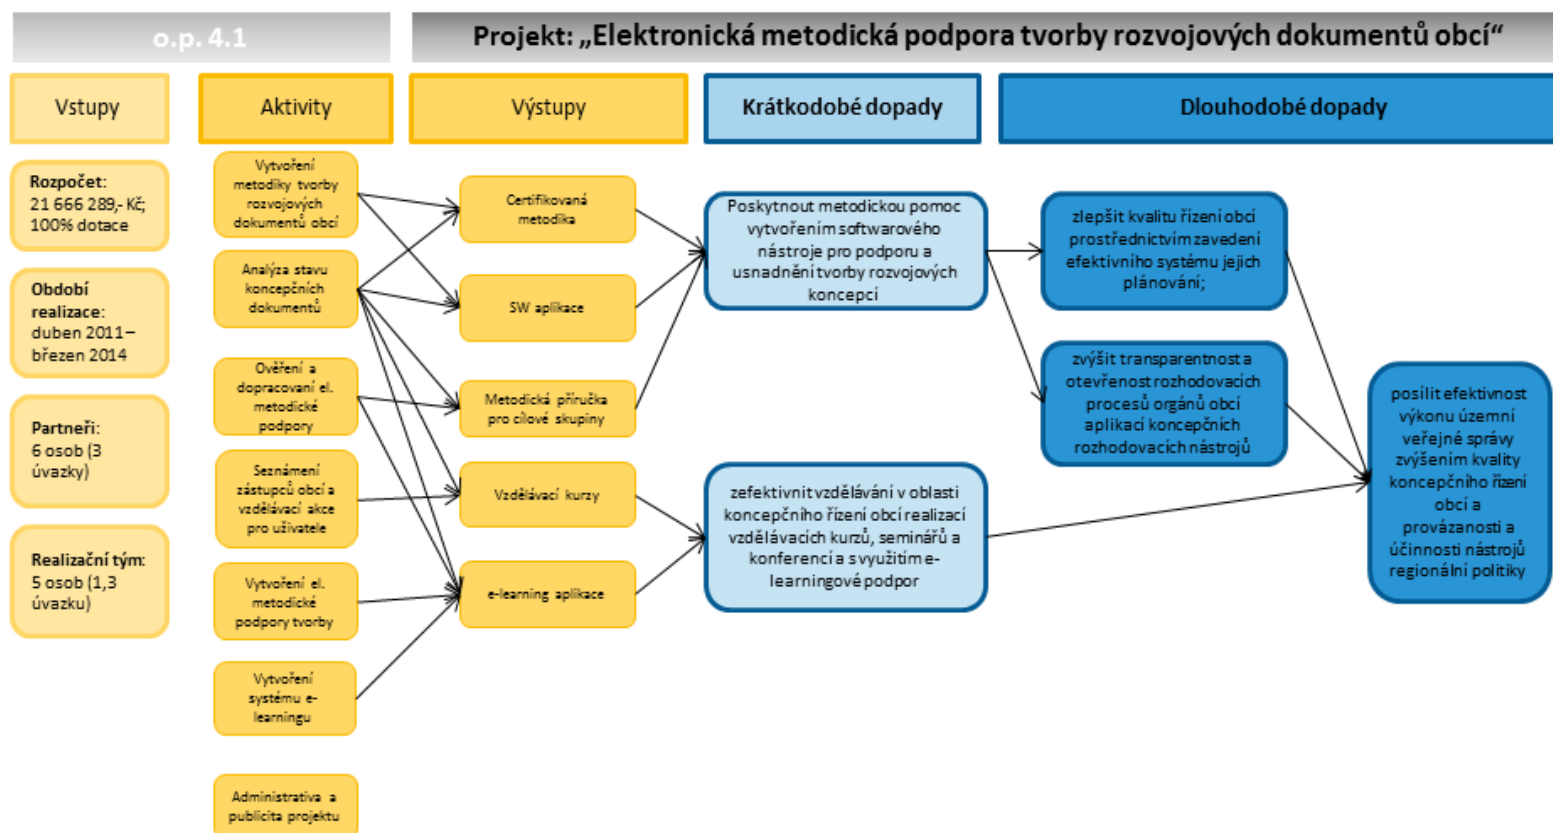 o.p. 4.1
Projekt: „Elektronická metodická podpora tvorby rozvojových dokumentů obcí“
Vstupy
Aktivity
Výstupy
Krátkodobé dopady
Dlouhodobé dopady
Rozpočet:
21 666 289,- Kč;
100% dotace
Období
realizace:
duben 2011–
březen 2014
Partneři:
6 osob (3
úvazky)
Realizační tým:
5 osob (1,3
úvazku)
Vytvoření
metodiky tvorby
rozvojových
dokumentů obcí
Analýza stavu
koncepčních
dokumentů
Ověření a
dopracovaní el.
metodické
podpory
Seznámení
zástupců obcí a
vzdělávací akce
pro uživatele
Vytvoření el.
metodické
podpory tvorby
Vytvoření
systému e-
learningu
Administrativa a
publicita projektu
Certifikovaná
metodika
SW aplikace
Metodická příručka
pro cílové skupiny
Vzdělávací kurzy
e-learning aplikace
Poskytnout metodickou pomoc
vytvořením softwarového
nástroje pro podporu a
usnadnění tvorby rozvojových
koncepcí
zefektivnit vzdělávání v oblasti
koncepčního řízení obcí realizací
vzdělávacích kurzů, seminářů a
konferencí a s využitím e-
learningové podpor
zlepšit kvalitu řízení obcí
prostřednictvím zavedení
efektivního systému jejich
plánování;
zvýšit transparentnost a
otevřenost rozhodovacích
procesů orgánů obcí
aplikací koncepčních
rozhodovacích nástrojů
posílit efektivnost
výkonu územní
veřejné správy
zvýšením kvality
koncepčního řízení
obcí a
provázanosti a
účinnosti nástrojů
regionální politiky